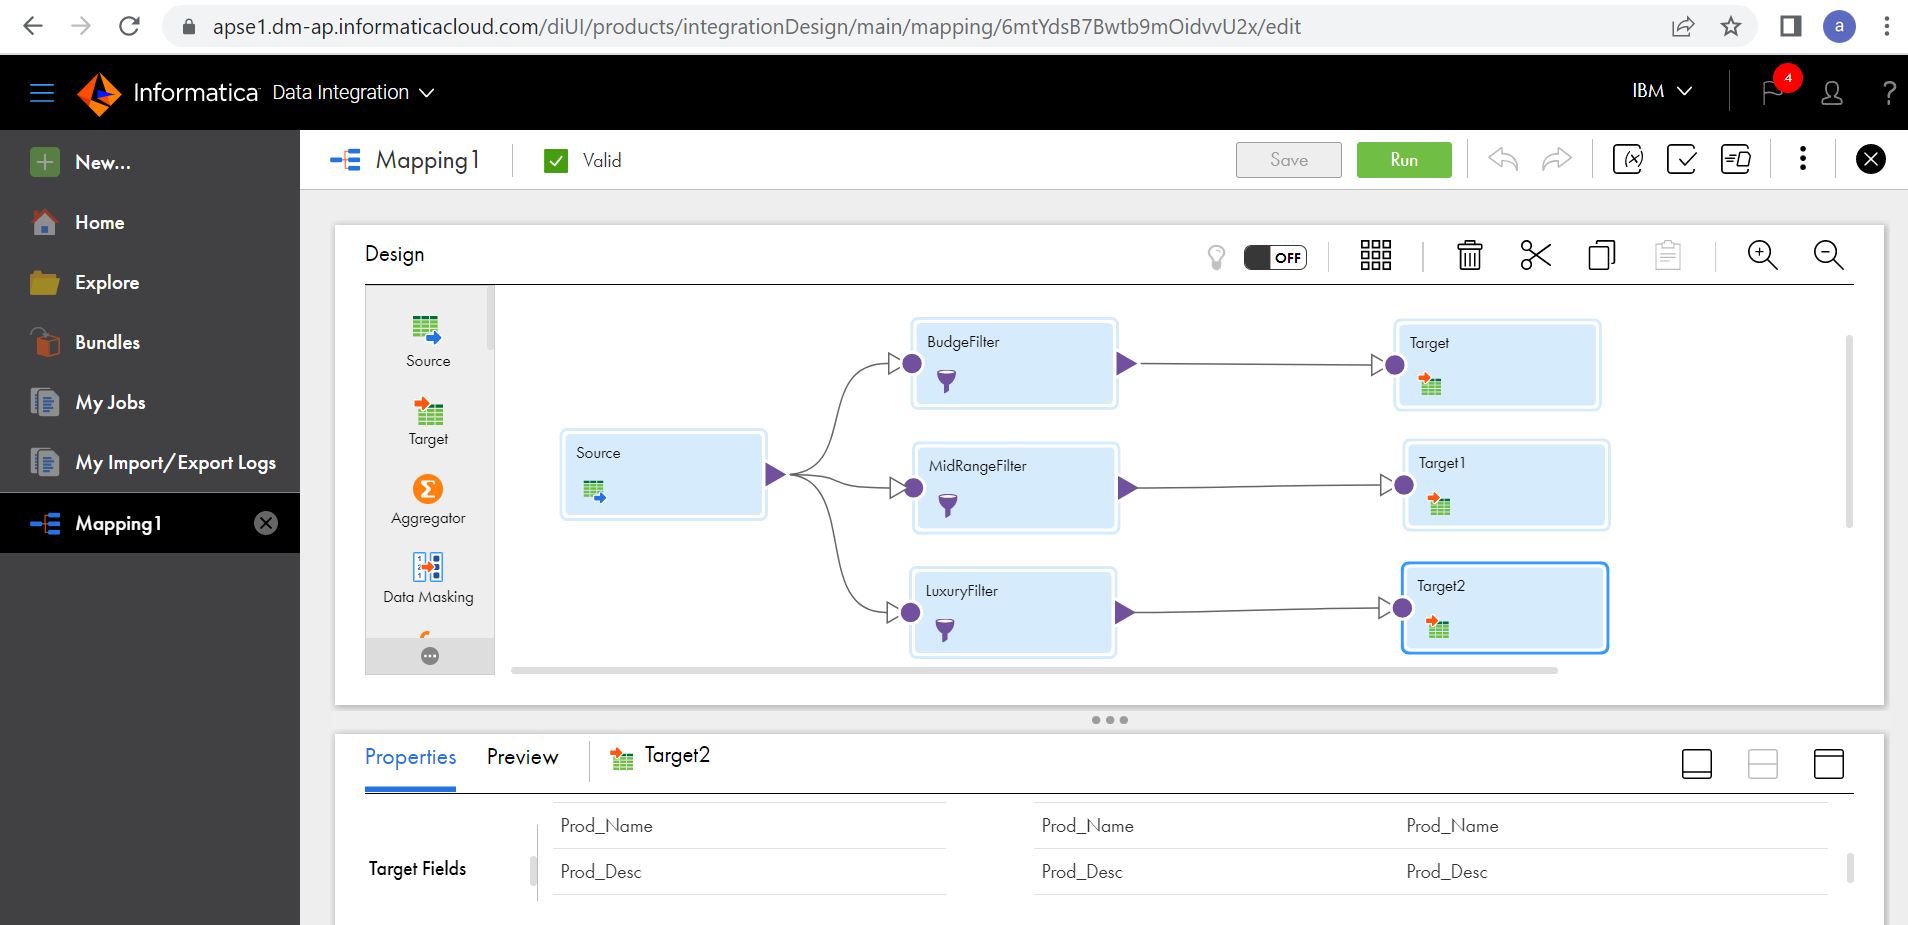 apse1.dm-ap.informaticacloud.com/diUI/products/integrationDesign/main/mapping/6mtYdsB7Bwtb9mOidvvU2x/edit
a
Informatica Data Integration
IBM
4
?
New...
Home
Explore
Bundles
My Jobs
My Import/Export Logs
Mapping1
Mapping1
Valid
Save
Run
Design
OFF
Source
Target
Aggregator
Data Masking
Source
BudgeFilter
Target
MidRangeFilter
Target1
LuxuryFilter
Target2
Properties
Preview
Target2
Prod_Name
Prod_Name
Prod_Name
Target Fields
Prod_Desc
Prod_Desc
Prod_Desc